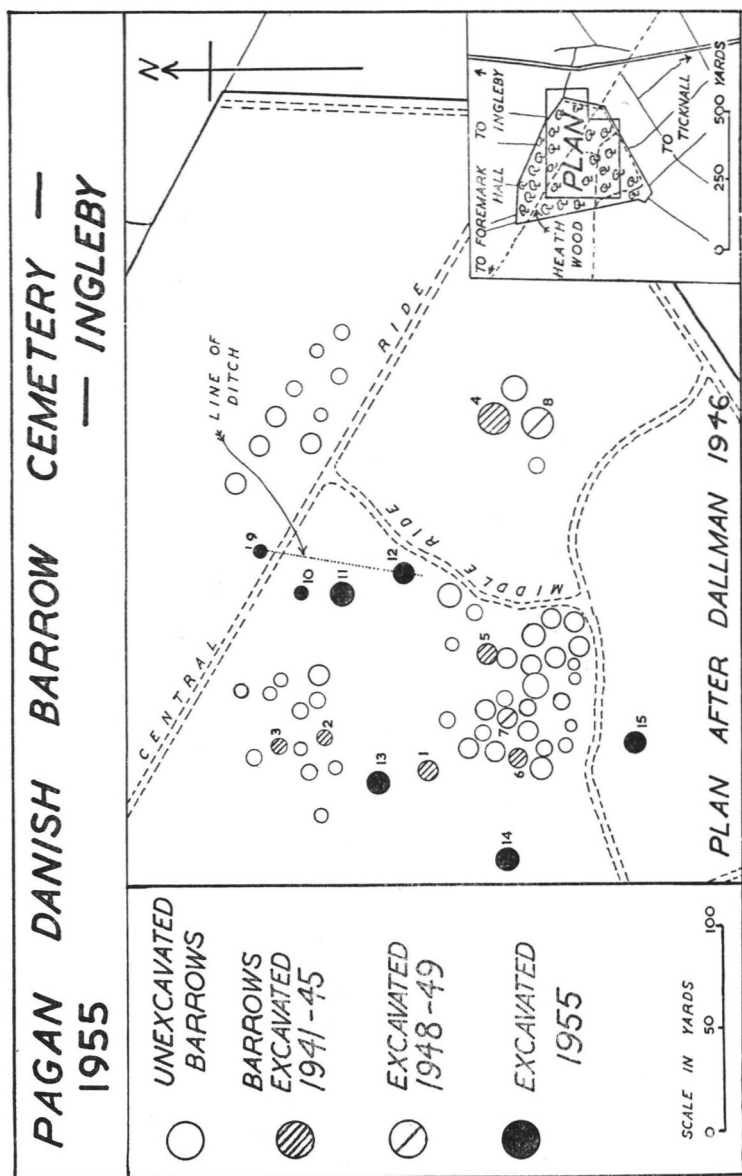 PAGAN DANISH BARROW CEMETERY —
1955 — INGLEBY
UNEXCAVATED
BARROWS
BARROWS
EXCAVATED
1941-45
EXCAVATED
1948-49
EXCAVATED
1955
SCALE IN YARDS
0 50 100
N
CENTRAL RIDE
LINE OF
DITCH
MIDDLE RIDE
9
10
11
12
3
2
13
1
5
7
6
14
15
4
8
PLAN AFTER DALLMAN 1946
TO FOREMARK
HALL
TO INGLEBY
HEATH
WOOD
PLAN
TO
TICKNALL
0 250 500 YARDS